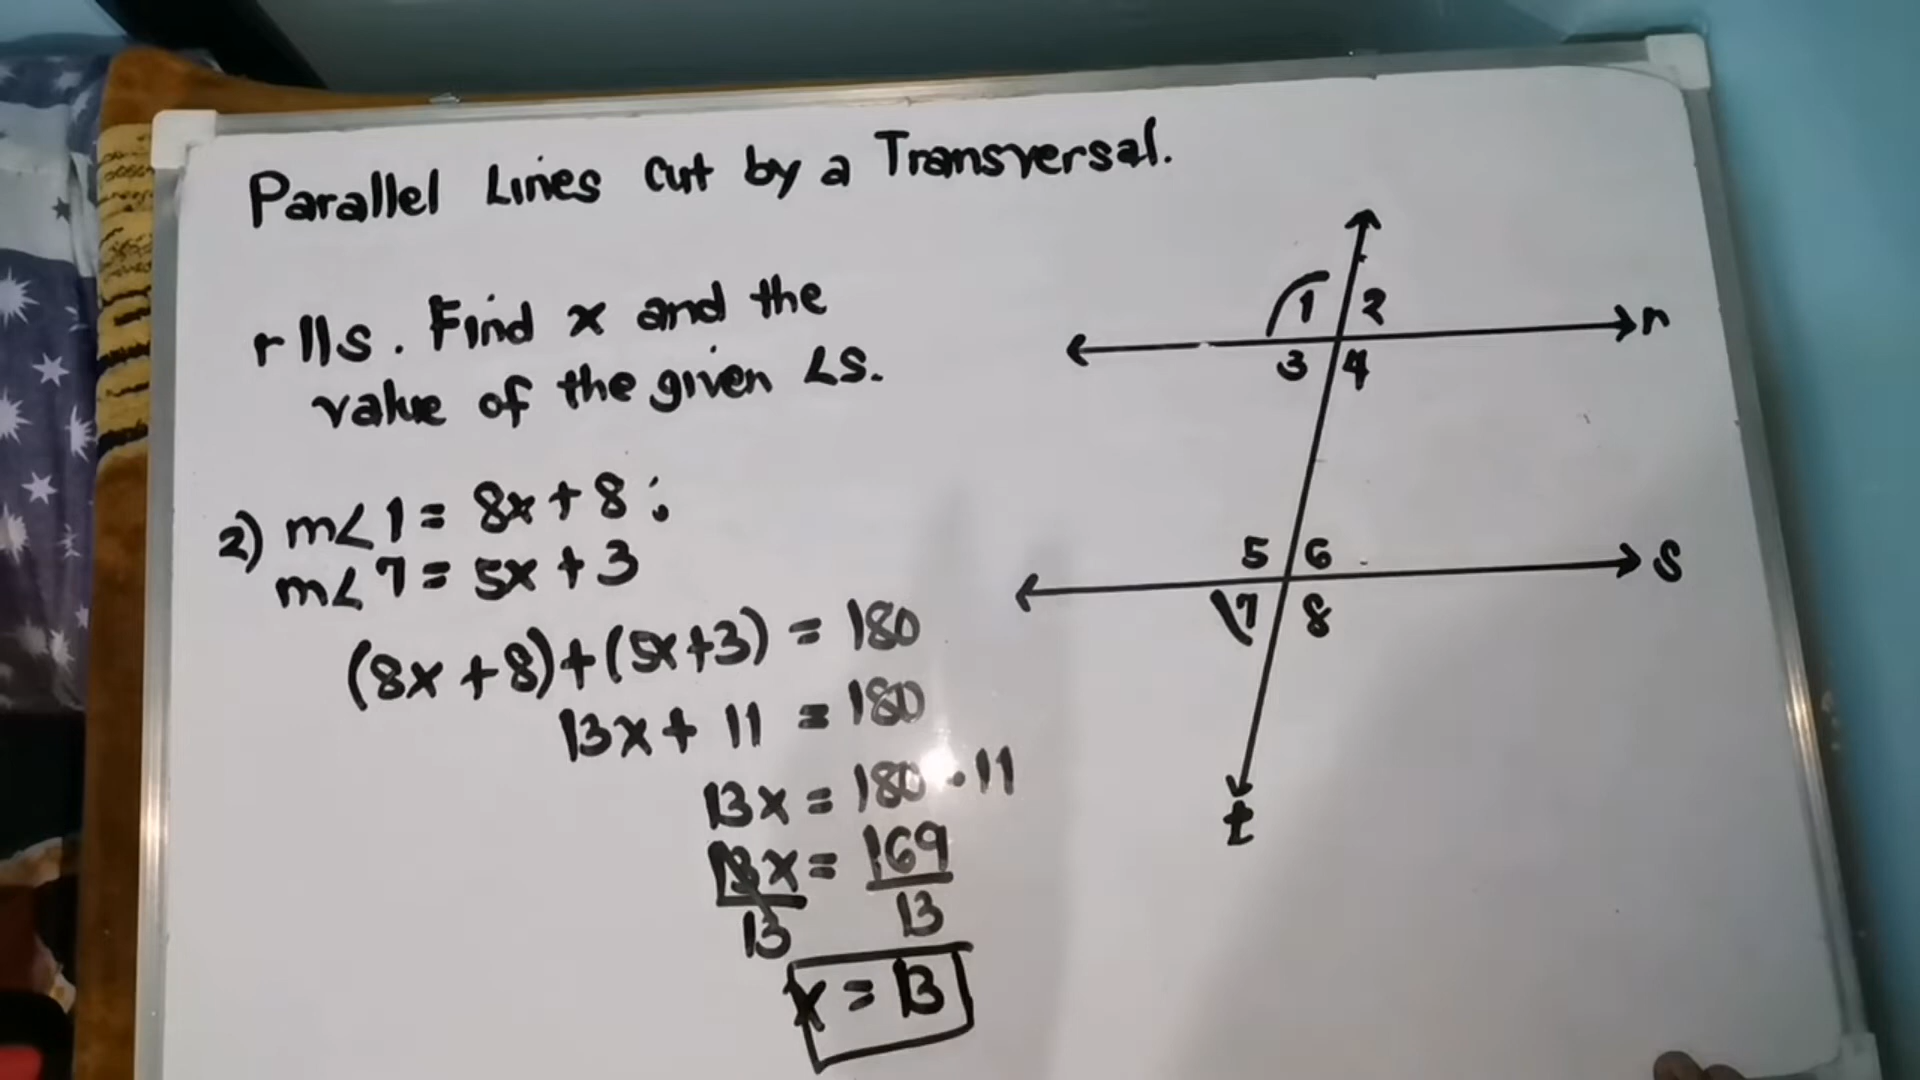 Parallel Lines cut by a Transversal.
r||s. Find x and the
value of the given ∠s.
2) m∠1 = 8x + 8 ;
m∠7 = 5x + 3
(8x + 8) + (5x + 3) = 180
13x + 11 = 180
13x = 180 - 11
13x = 169
13 13
x = 13
1 2
r
3 4
5 6
s
7 8
t